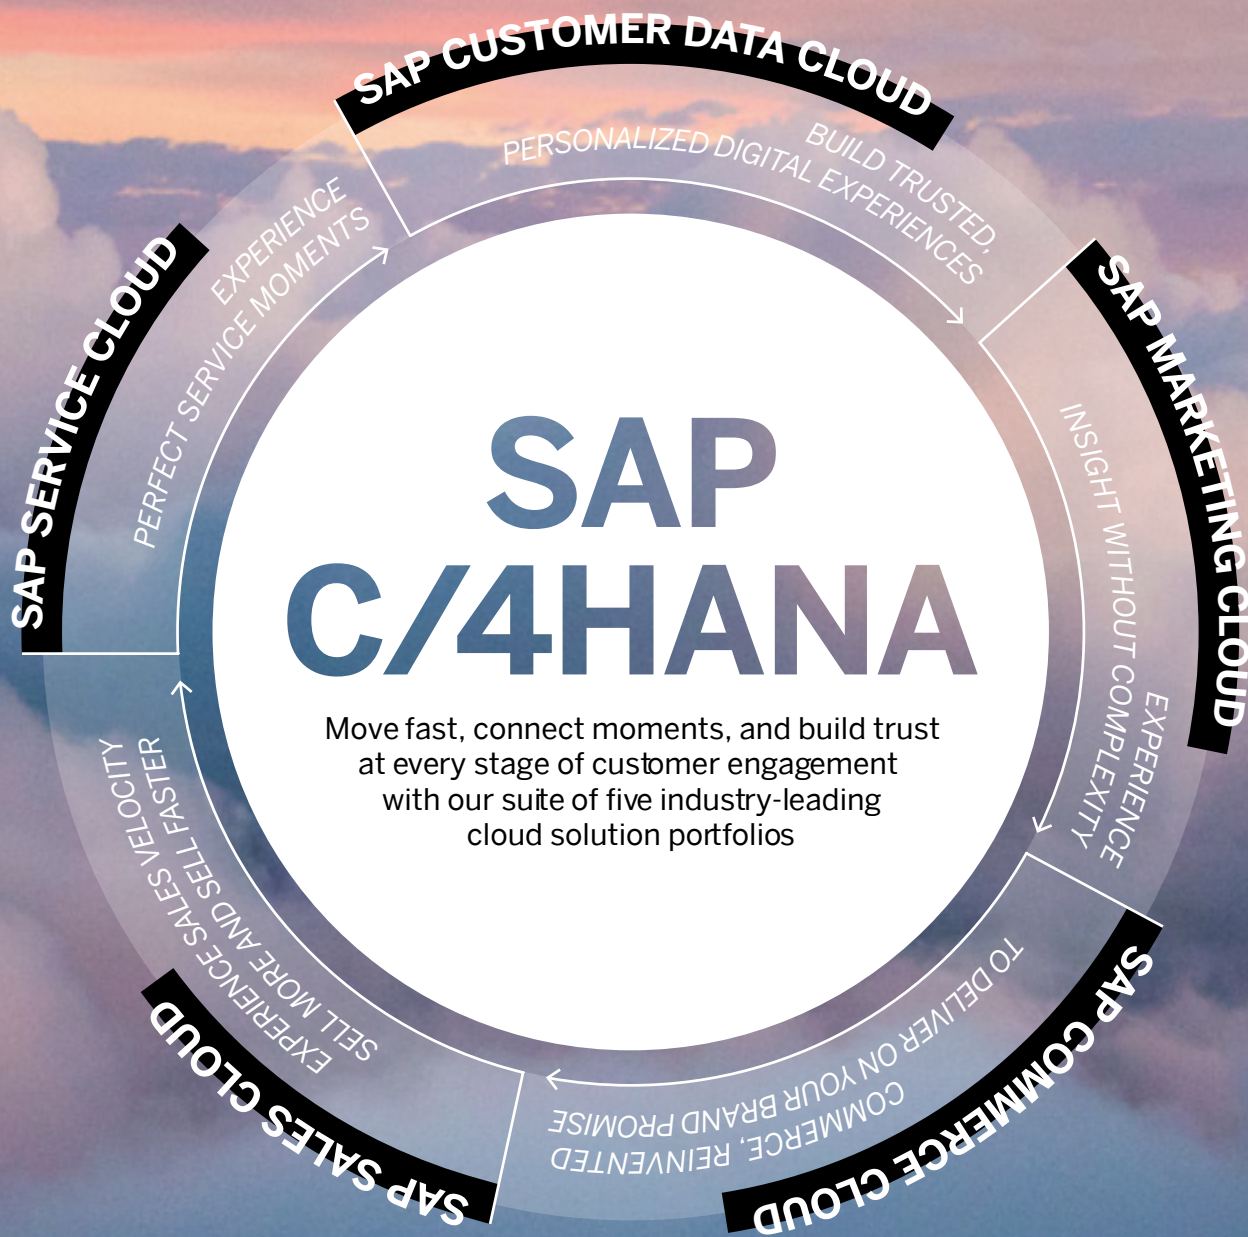 SAP CUSTOMER DATA CLOUD
BUILD TRUSTED,
PERSONALIZED DIGITAL EXPERIENCES
SAP MARKETING CLOUD
EXPERIENCE
INSIGHT WITHOUT COMPLEXITY
SAP COMMERCE CLOUD
COMMERCE, REINVENTED
TO DELIVER ON YOUR BRAND PROMISE
SAP SALES CLOUD
EXPERIENCE SALES VELOCITY
SELL MORE AND SELL FASTER
SAP SERVICE CLOUD
EXPERIENCE
PERFECT SERVICE MOMENTS
SAP
C/4HANA
Move fast, connect moments, and build trust
at every stage of customer engagement
with our suite of five industry-leading
cloud solution portfolios